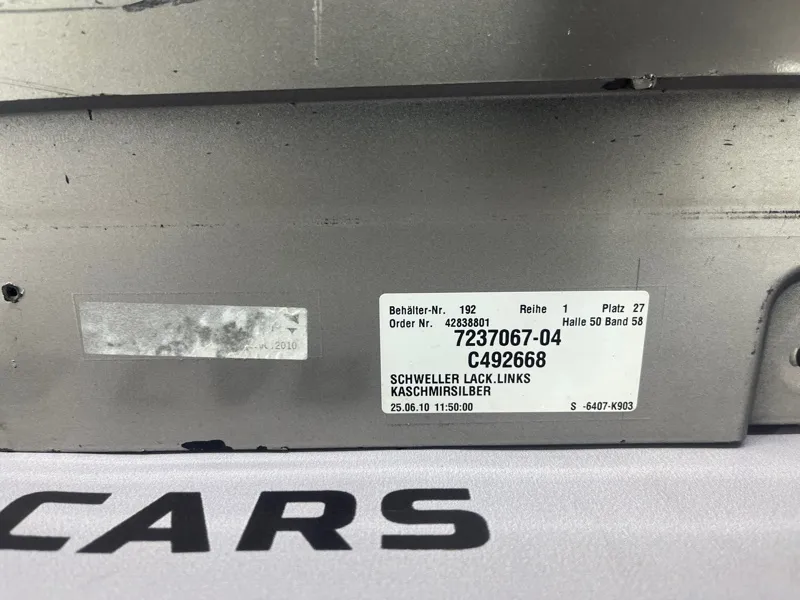 Behälter-Nr. 192 Reihe 1 Platz 27
Order Nr. 42838801 Halle 50 Band 58
7237067-04
C492668
SCHWELLER LACK.LINKS
KASCHMIRSILBER
25.06.10 11:50:00 S -6407-K903
.2010
CARS